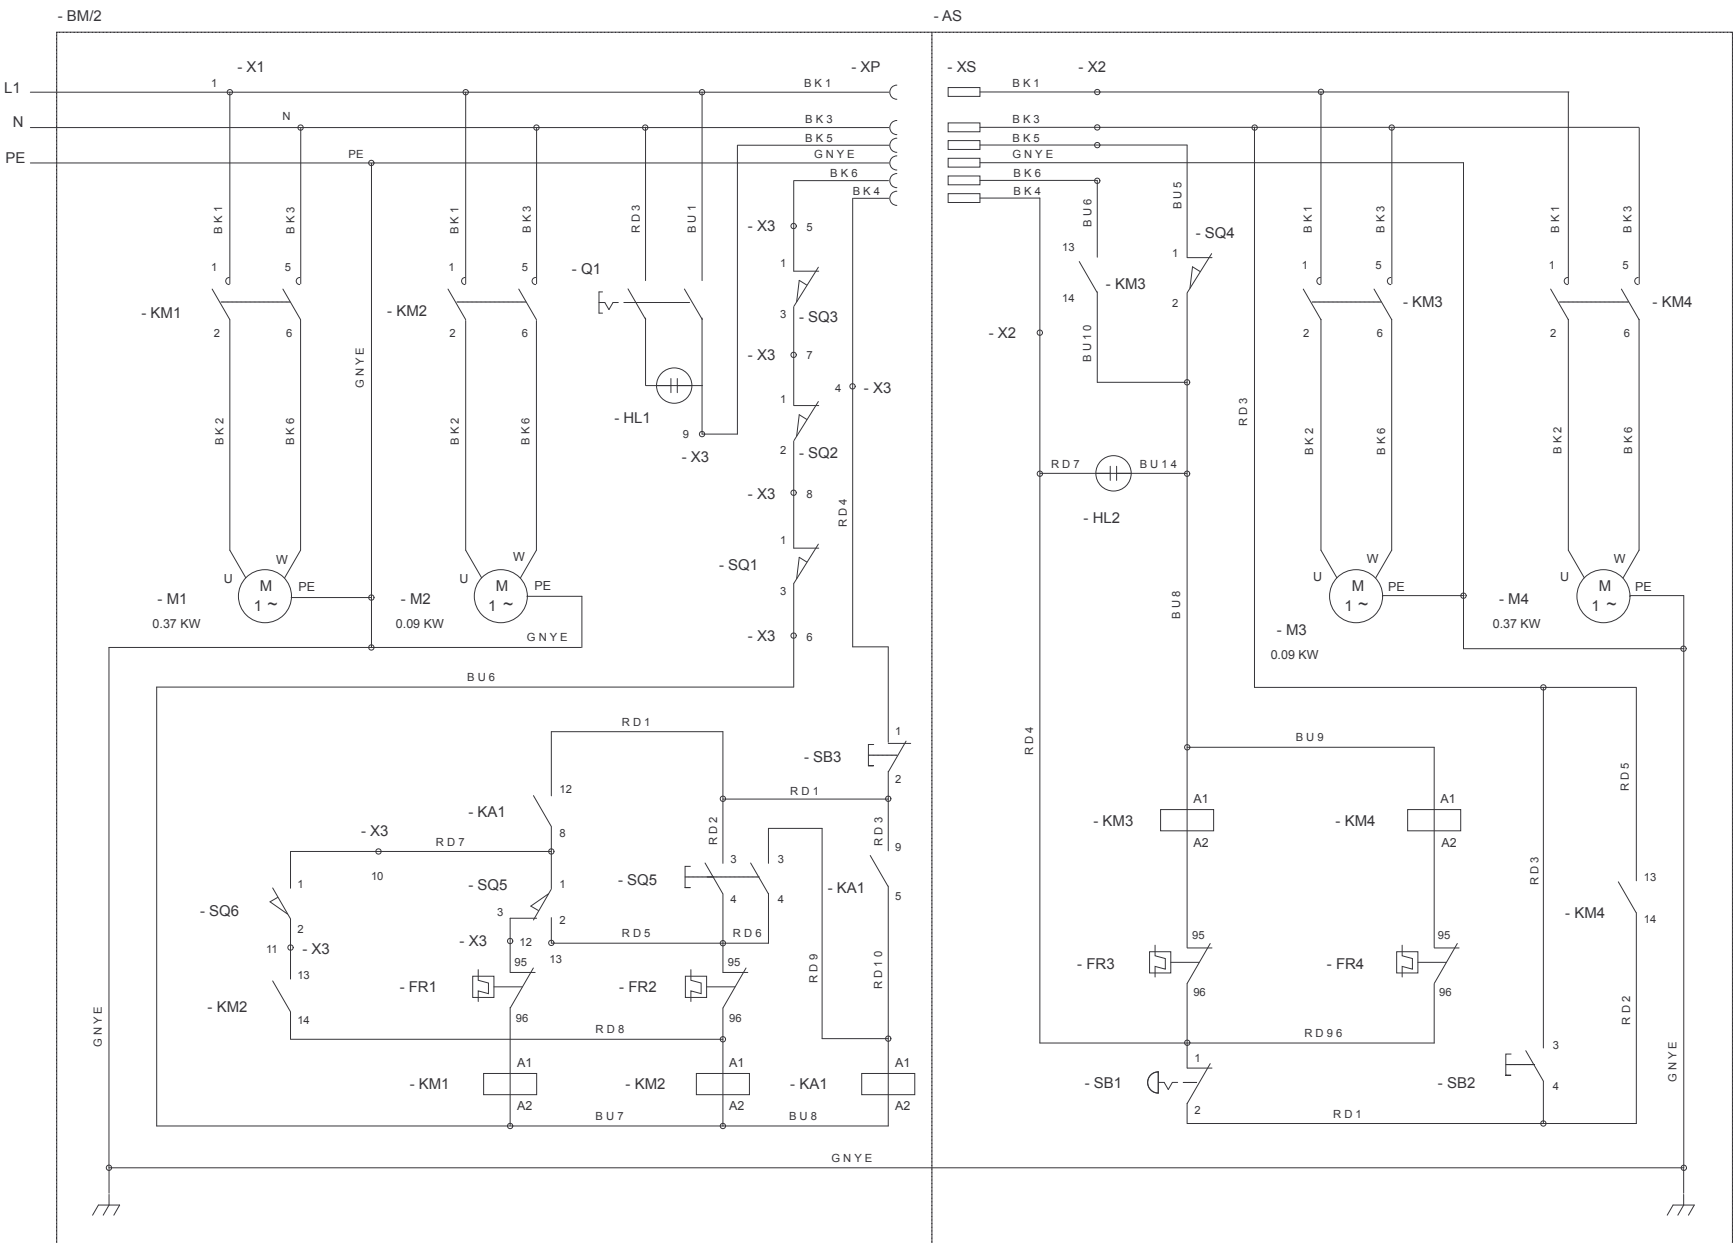 - BM/2
- AS
- X1
- XP
- XS
- X2
L1
1
BK1
BK1
N
N
BK3
BK3
BK5
BK5
PE
PE
GNYE
GNYE
BK6
BK6
BK4
BK4
BK1
BK3
BK1
BK3
RD3
BU1
BU6
BU5
BK1
BK3
BK1
BK3
- X3
5
- SQ4
13
1
1
5
1
5
- Q1
1
1
5
1
5
- KM1
- KM2
- KM3
- KM3
- KM4
14
2
3
- SQ3
2
6
2
6
2
6
2
6
- X2
BU10
GNYE
- X3
7
4
- X3
- HL1
1
9
- X3
2
- SQ2
BK2
BK6
BK2
BK6
RD3
BK2
BK6
BK2
BK6
RD7
BU14
- X3
8
RD4
- HL2
1
- SQ1
3
U
W
M
1 ~
PE
- M1
0.37 KW
U
W
M
1 ~
PE
- M2
0.09 KW
U
W
M
1 ~
PE
- M3
0.09 KW
U
W
M
1 ~
PE
- M4
0.37 KW
BU8
GNYE
- X3
6
BU6
RD1
1
- SB3
2
RD4
BU9
RD5
12
RD1
- KA1
8
RD2
RD3
A1
- KM3
A2
A1
- KM4
A2
- X3
RD7
10
9
1
- SQ5
1
3
3
- SQ5
- KA1
RD3
13
- SQ6
3
2
4
4
5
- KM4
14
2
11
- X3
- X3
12
RD5
RD6
13
95
95
95
95
13
- FR1
- FR2
RD9
RD10
- FR3
- FR4
- KM2
14
96
96
96
96
RD2
GNYE
RD8
RD96
GNYE
A1
- KM1
A2
A1
- KM2
A2
A1
- KA1
A2
1
- SB1
2
3
- SB2
4
BU7
BU8
RD1
GNYE